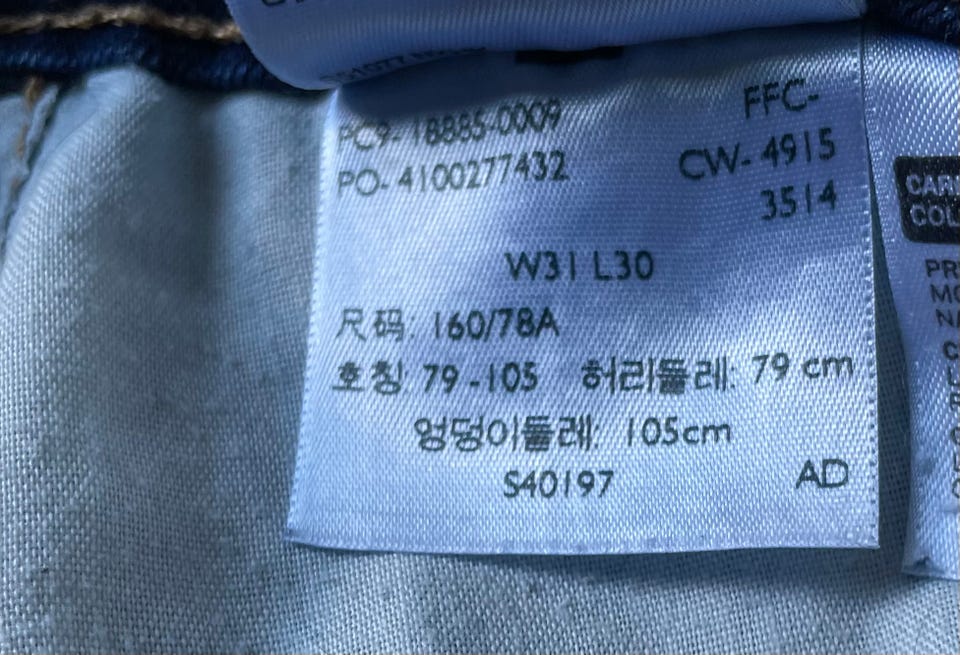 PC9-18885-0009
PO-4100277432
FFC-
CW-4915
3514
W31 L30
尺码: 160/78A
호칭 79-105 허리둘레: 79 cm
엉덩이둘레: 105cm
S40197 AD